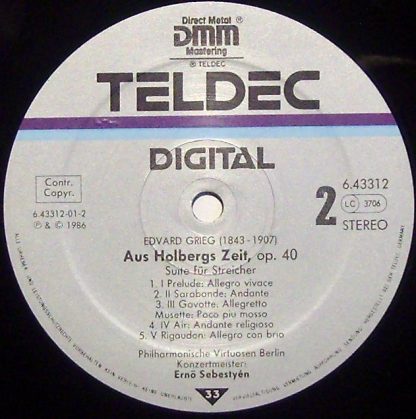 Direct Metal ®
DMM
Mastering
® TELDEC
TELDEC
DIGITAL
Contr.
Copyr.
6.43312-01-2
℗ & © 1986
2
6.43312
LC 3706
STEREO
EDVARD GRIEG (1843-1907)
Aus Holbergs Zeit, op. 40
Suite für Streicher
1. I Prelude: Allegro vivace
2. II Sarabande: Andante
3. III Gavotte: Allegretto
Musette: Poco piu mosso
4. IV Air: Andante religioso
5. V Rigaudon: Allegro con brio
Philharmonische Virtuosen Berlin
Konzertmeister:
Ernö Sebestyén
33